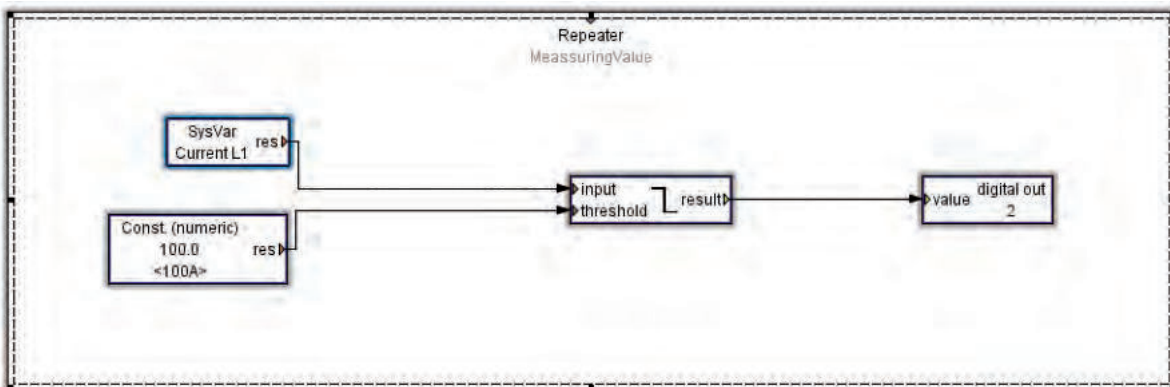 Repeater
MeassuringValue
SysVar
Current L1
res
Const. (numeric)
100.0
<100A>
res
input
threshold
result
value
digital out
2